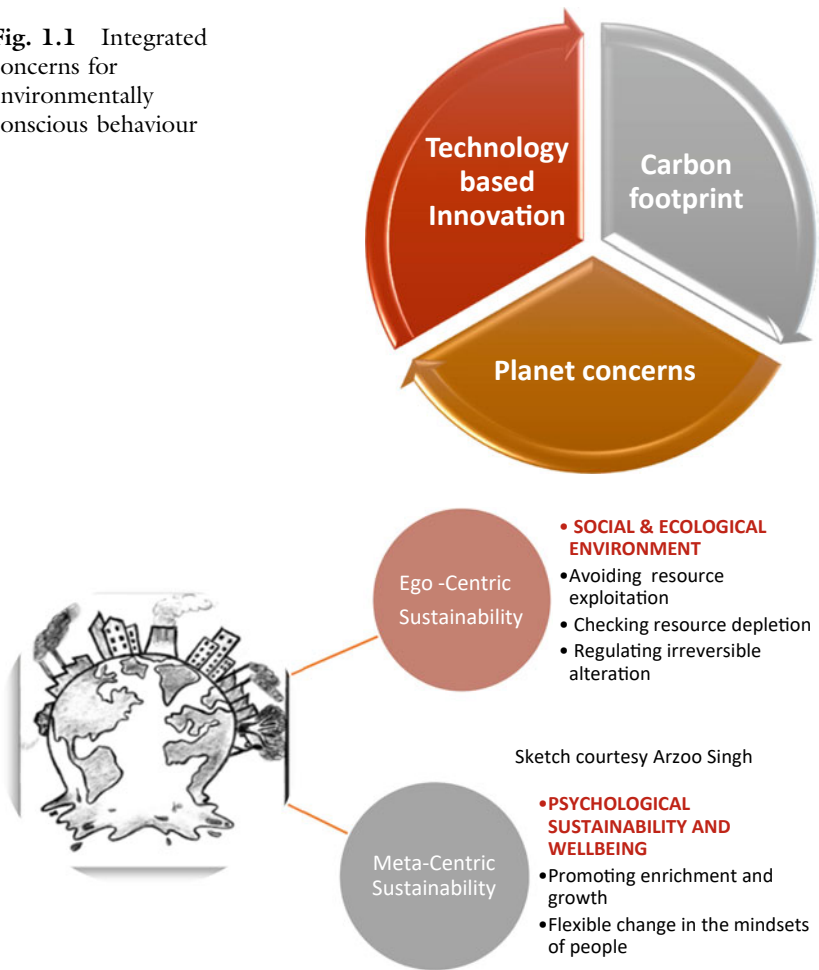 Fig. 1.1 Integrated
concerns for
environmentally
conscious behaviour
Technology
based
Innovation
Carbon
footprint
Planet concerns
Ego -Centric
Sustainability
• SOCIAL & ECOLOGICAL
ENVIRONMENT
•Avoiding resource
exploitation
• Checking resource depletion
• Regulating irreversible
alteration
Sketch courtesy Arzoo Singh
Meta-Centric
Sustainability
•PSYCHOLOGICAL
SUSTAINABILITY AND
WELLBEING
•Promoting enrichment and
growth
•Flexible change in the mindsets
of people